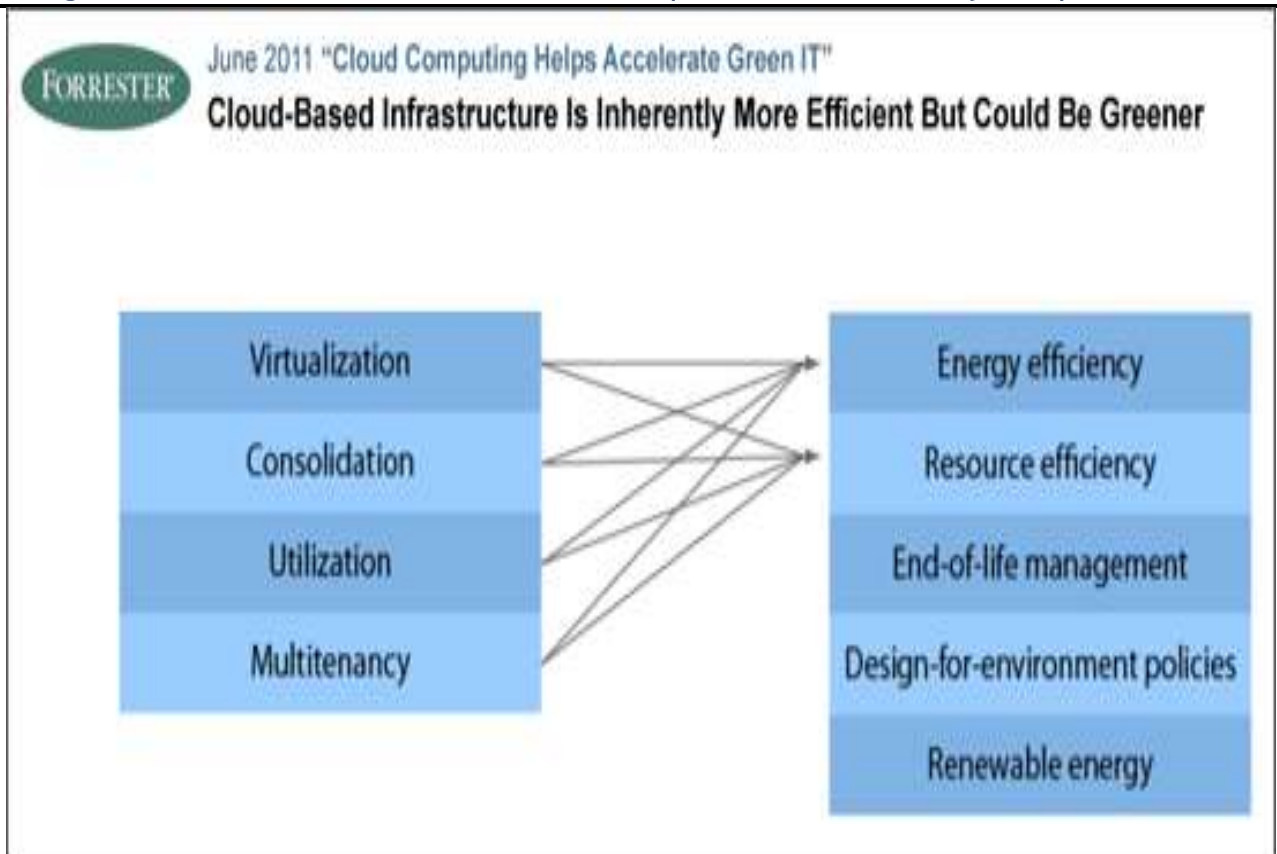 FORRESTER®
June 2011 “Cloud Computing Helps Accelerate Green IT”
Cloud-Based Infrastructure Is Inherently More Efficient But Could Be Greener
Virtualization
Consolidation
Utilization
Multitenancy
Energy efficiency
Resource efficiency
End-of-life management
Design-for-environment policies
Renewable energy